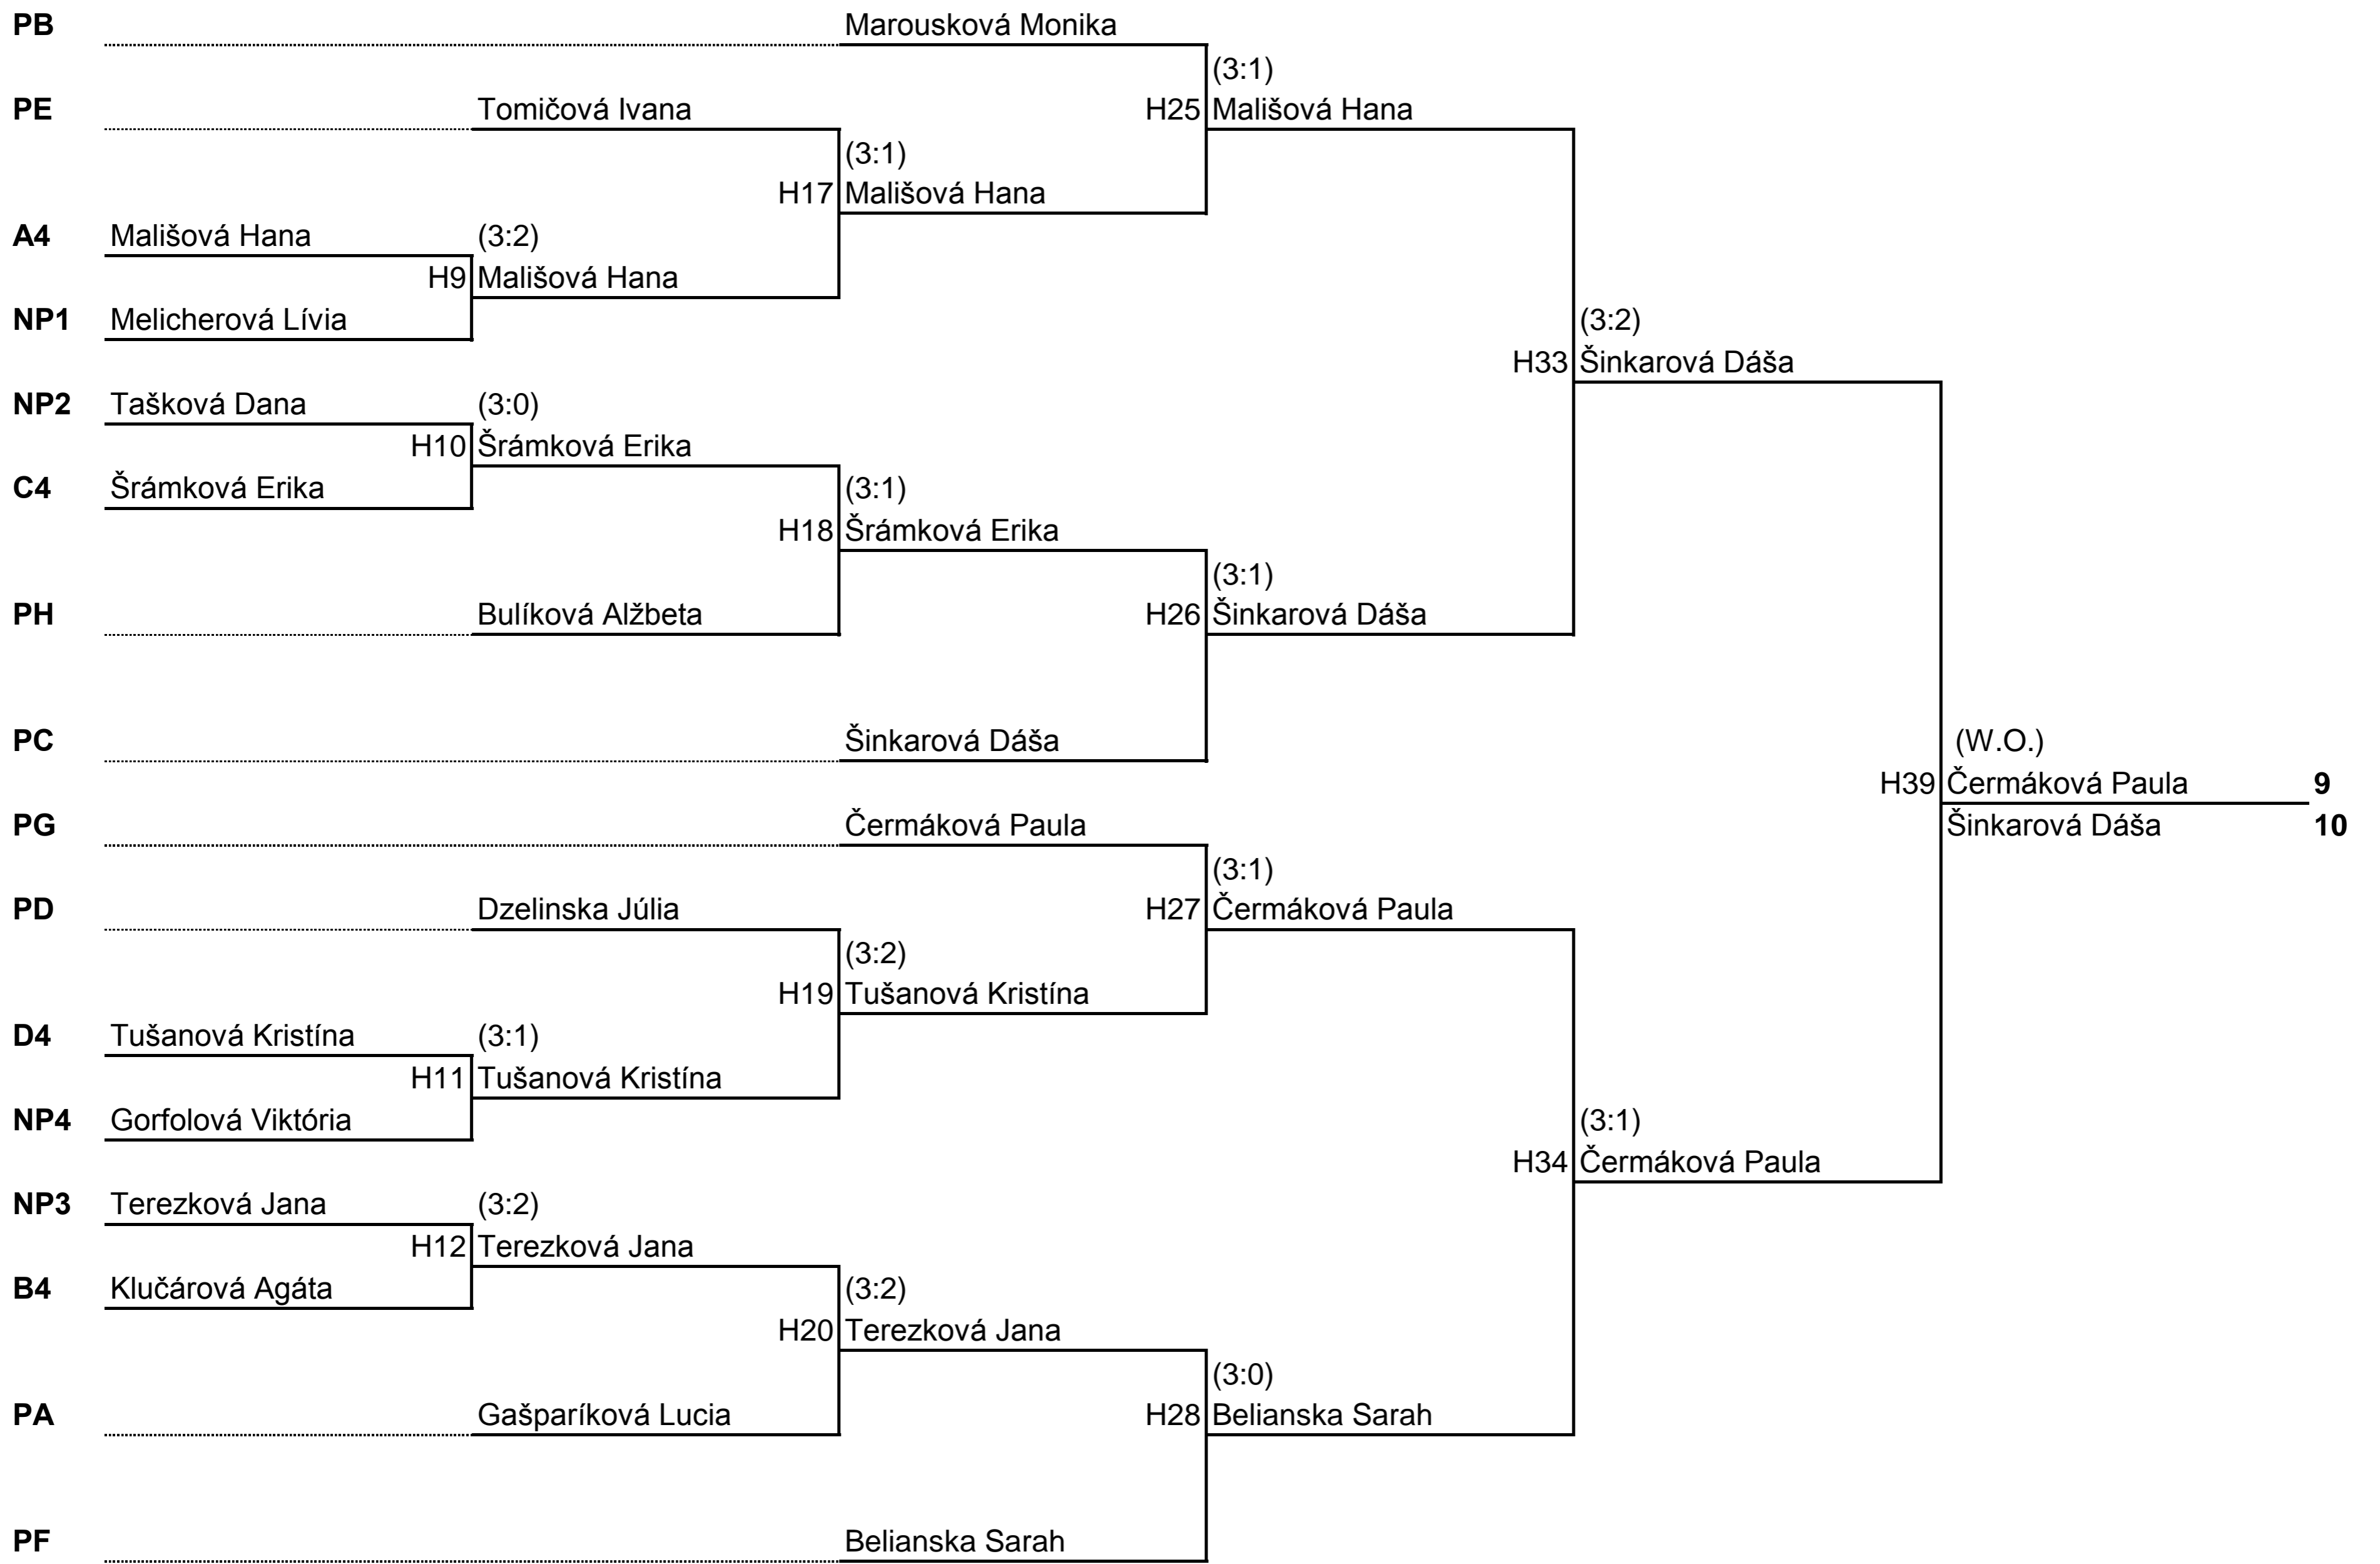 PB Marousková Monika
(3:1)
PE Tomičová Ivana H25 Mališová Hana
(3:1)
H17 Mališová Hana
A4 Mališová Hana (3:2)
H9 Mališová Hana
NP1 Melicherová Lívia (3:2)
H33 Šinkarová Dáša
NP2 Tašková Dana (3:0)
H10 Šrámková Erika
C4 Šrámková Erika (3:1)
H18 Šrámková Erika
(3:1)
PH Bulíková Alžbeta H26 Šinkarová Dáša
PC Šinkarová Dáša (W.O.)
H39 Čermáková Paula 9
PG Čermáková Paula Šinkarová Dáša 10
(3:1)
PD Dzelinska Júlia H27 Čermáková Paula
(3:2)
H19 Tušanová Kristína
D4 Tušanová Kristína (3:1)
H11 Tušanová Kristína
NP4 Gorfolová Viktória (3:1)
H34 Čermáková Paula
NP3 Terezková Jana (3:2)
H12 Terezková Jana
B4 Klučárová Agáta (3:2)
H20 Terezková Jana
(3:0)
PA Gašparíková Lucia H28 Belianska Sarah
PF Belianska Sarah